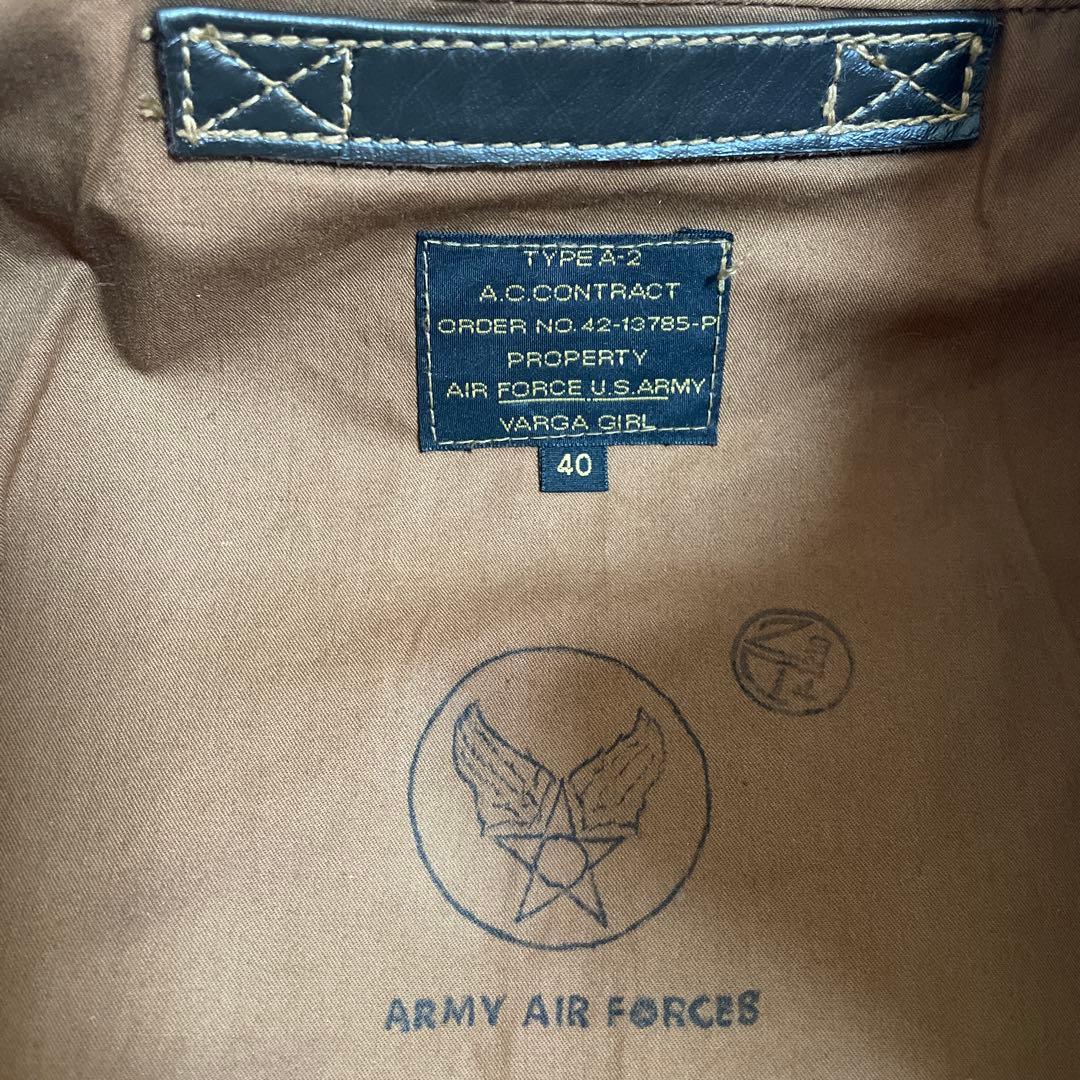 TYPE A-2
A.C.CONTRACT
ORDER NO. 42-13785-P
PROPERTY
AIR FORCE U.S.ARMY
VARGA GIRL
40
ARMY AIR FORCES